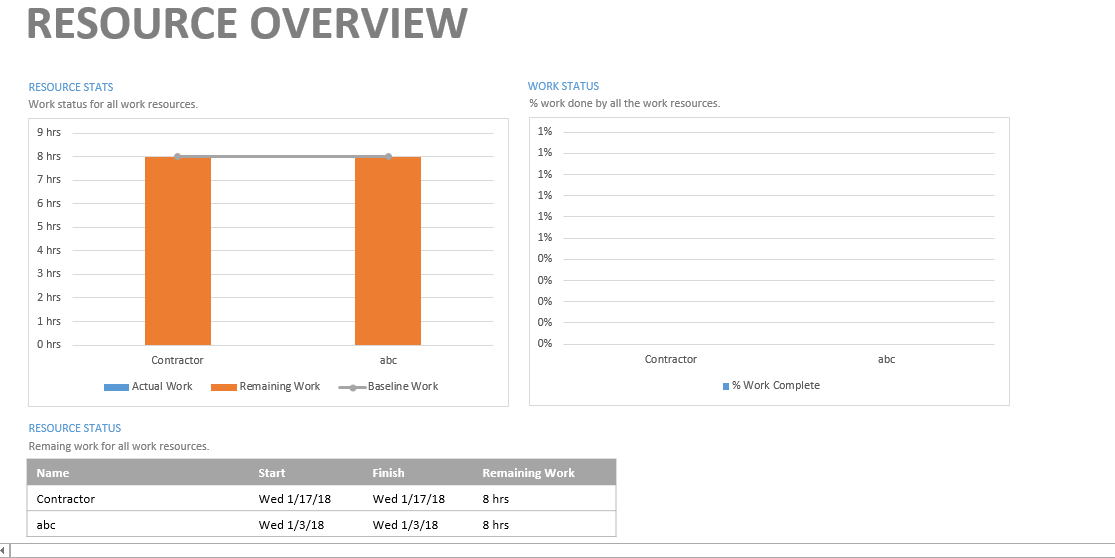 RESOURCE OVERVIEW
RESOURCE STATS
Work status for all work resources.
9 hrs
8 hrs
7 hrs
6 hrs
5 hrs
4 hrs
3 hrs
2 hrs
1 hrs
0 hrs
Contractor abc
Actual Work Remaining Work Baseline Work
WORK STATUS
% work done by all the work resources.
1%
1%
1%
1%
1%
1%
0%
0%
0%
0%
0%
Contractor abc
% Work Complete
RESOURCE STATUS
Remaing work for all work resources.
Name Start Finish Remaining Work
Contractor Wed 1/17/18 Wed 1/17/18 8 hrs
abc Wed 1/3/18 Wed 1/3/18 8 hrs